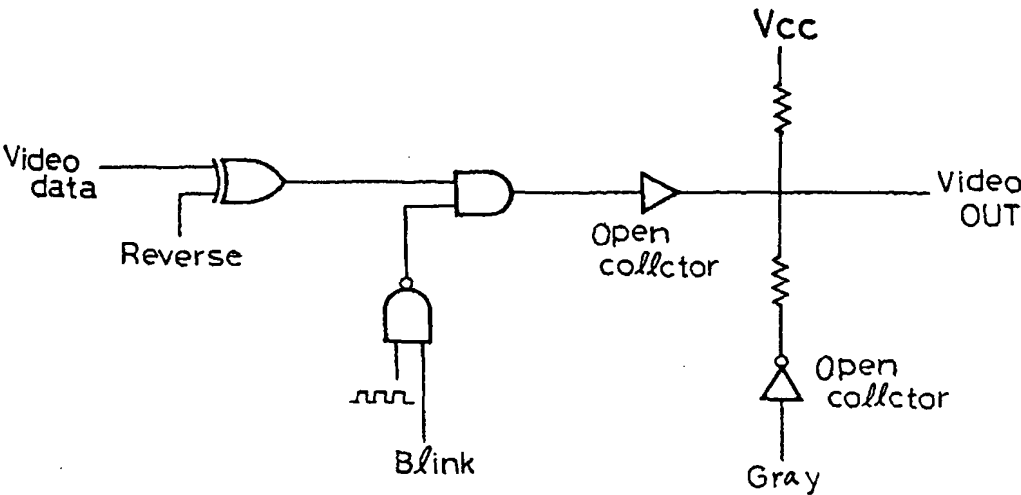 Vcc
Video
data
Reverse
Video
OUT
Open
collctor
Open
collctor
Blink
Gray